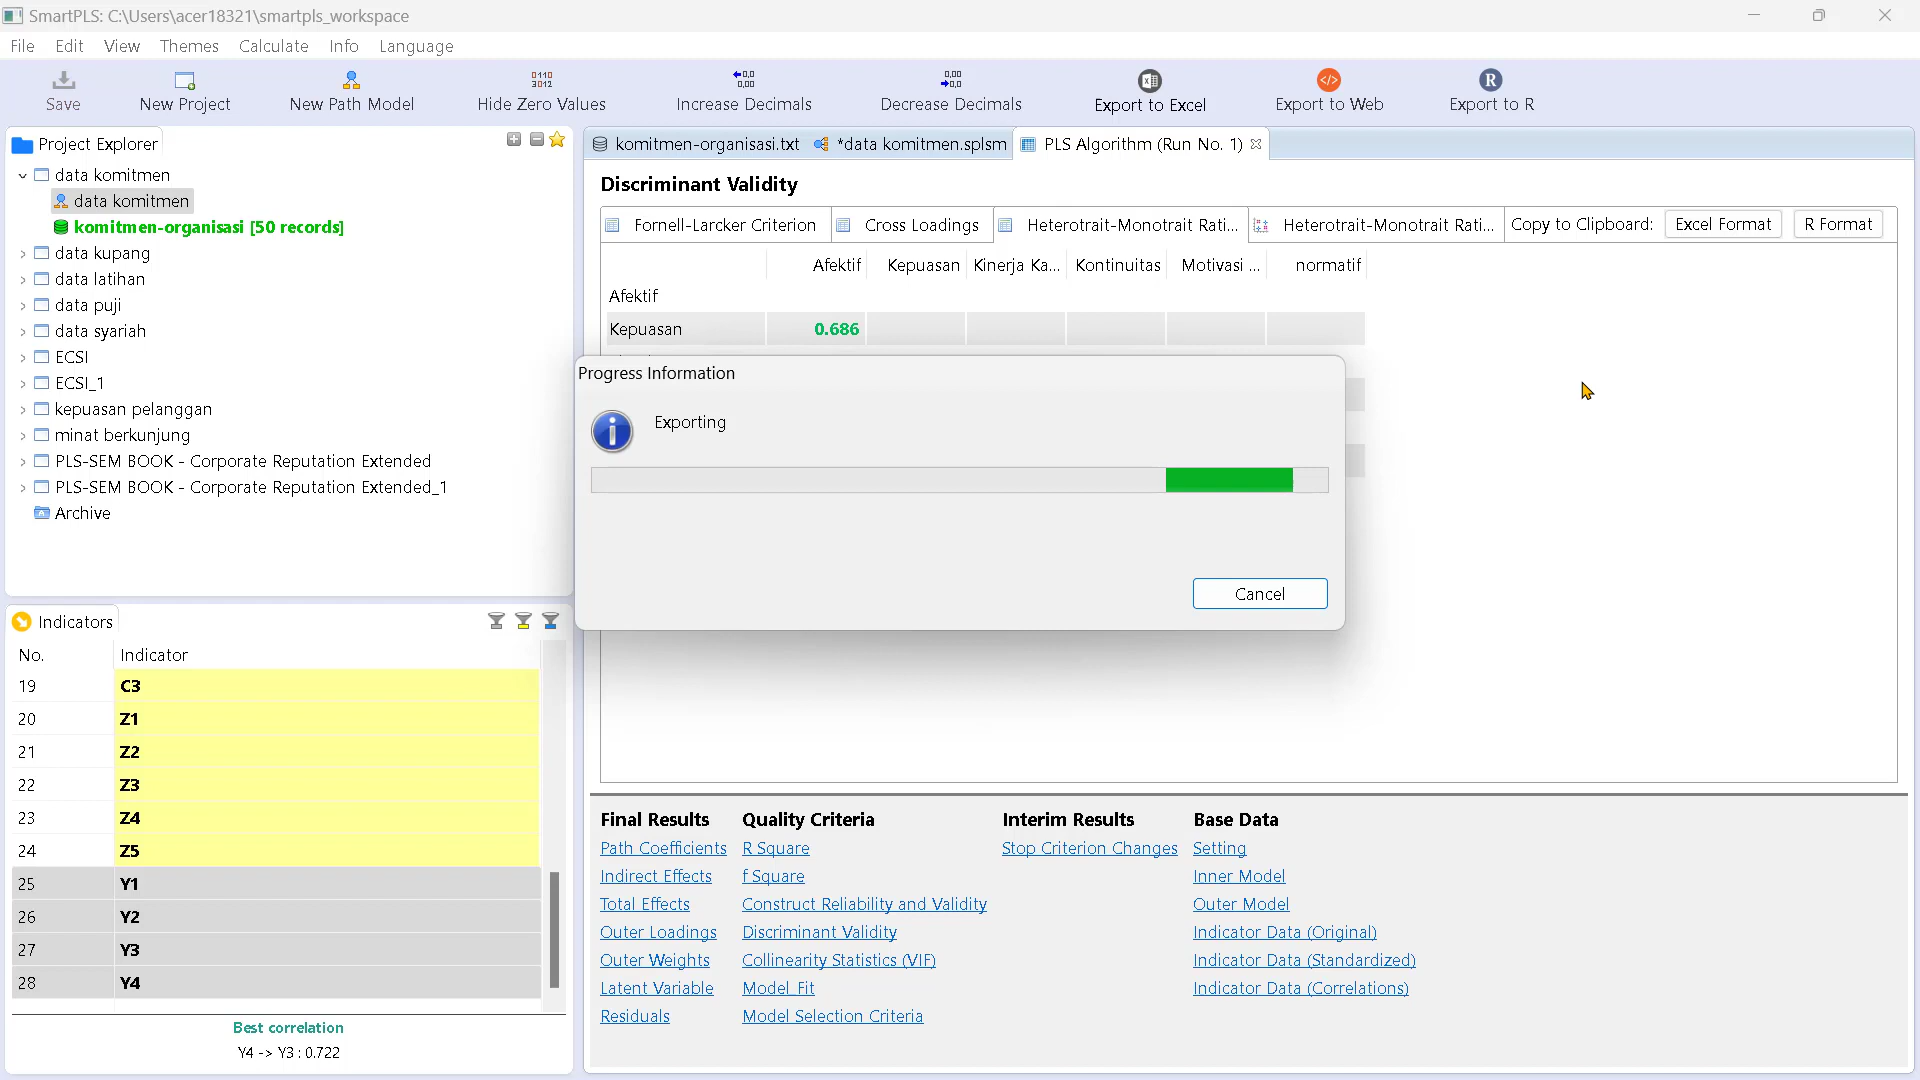 SmartPLS: C:\Users\acer18321\smartpls_workspace
File Edit View Themes Calculate Info Language
Save New Project New Path Model Hide Zero Values Increase Decimals Decrease Decimals Export to Excel Export to Web Export to R
Project Explorer
data komitmen
data komitmen
komitmen-organisasi [50 records]
data kupang
data latihan
data puji
data syariah
ECSI
ECSI_1
kepuasan pelanggan
minat berkunjung
PLS-SEM BOOK - Corporate Reputation Extended
PLS-SEM BOOK - Corporate Reputation Extended_1
Archive
Indicators
No. Indicator
19 C3
20 Z1
21 Z2
22 Z3
23 Z4
24 Z5
25 Y1
26 Y2
27 Y3
28 Y4
Best correlation
Y4 -> Y3 : 0.722
komitmen-organisasi.txt *data komitmen.splsm PLS Algorithm (Run No. 1)
Discriminant Validity
Fornell-Larcker Criterion Cross Loadings Heterotrait-Monotrait Rati... Heterotrait-Monotrait Rati... Copy to Clipboard: Excel Format R Format
Afektif Kepuasan Kinerja Ka... Kontinuitas Motivasi ... normatif
Afektif
Kepuasan 0.686
Progress Information
Exporting
Cancel
Final Results Quality Criteria Interim Results Base Data
Path Coefficients R Square Stop Criterion Changes Setting
Indirect Effects f Square Inner Model
Total Effects Construct Reliability and Validity Outer Model
Outer Loadings Discriminant Validity Indicator Data (Original)
Outer Weights Collinearity Statistics (VIF) Indicator Data (Standardized)
Latent Variable Model_Fit Indicator Data (Correlations)
Residuals Model Selection Criteria